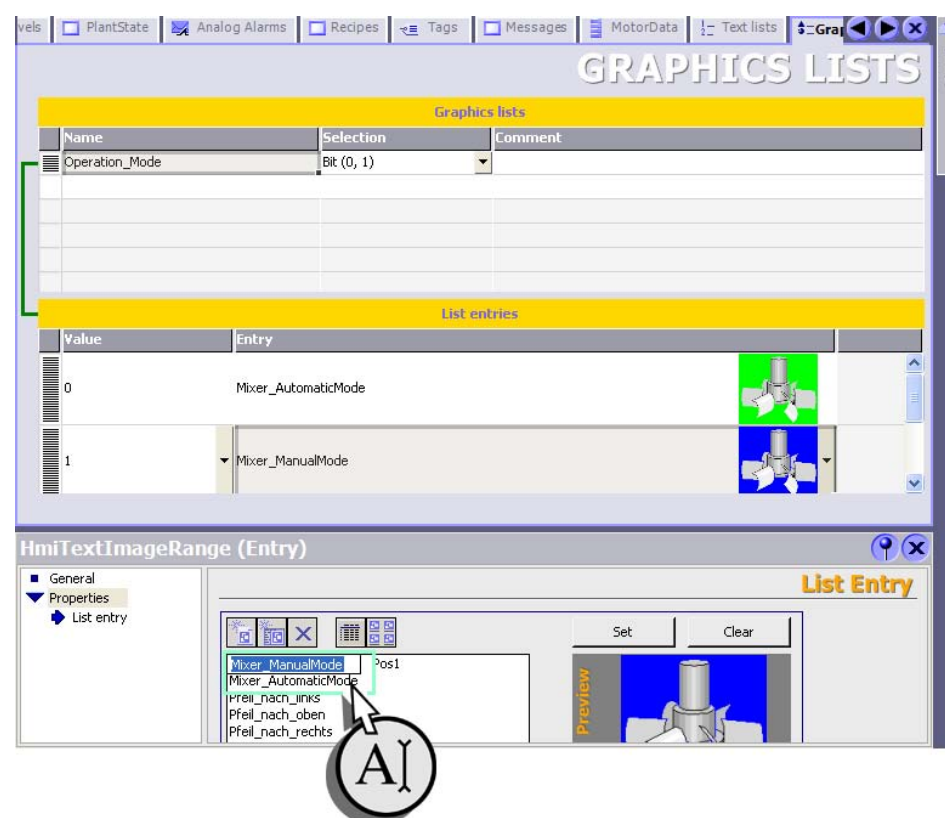 vels PlantState Analog Alarms Recipes Tags Messages MotorData Text lists Gra
GRAPHICS LISTS
Graphics lists
Name Selection Comment
Operation_Mode Bit (0, 1)
List entries
Value Entry
0 Mixer_AutomaticMode
1 Mixer_ManualMode
HmiTextImageRange (Entry)
General
Properties
List entry
List Entry
Set Clear
Mixer_ManualMode Pos1
Mixer_AutomaticMode
Pfeil_nach_links
Pfeil_nach_oben
Pfeil_nach_rechts
Preview
A